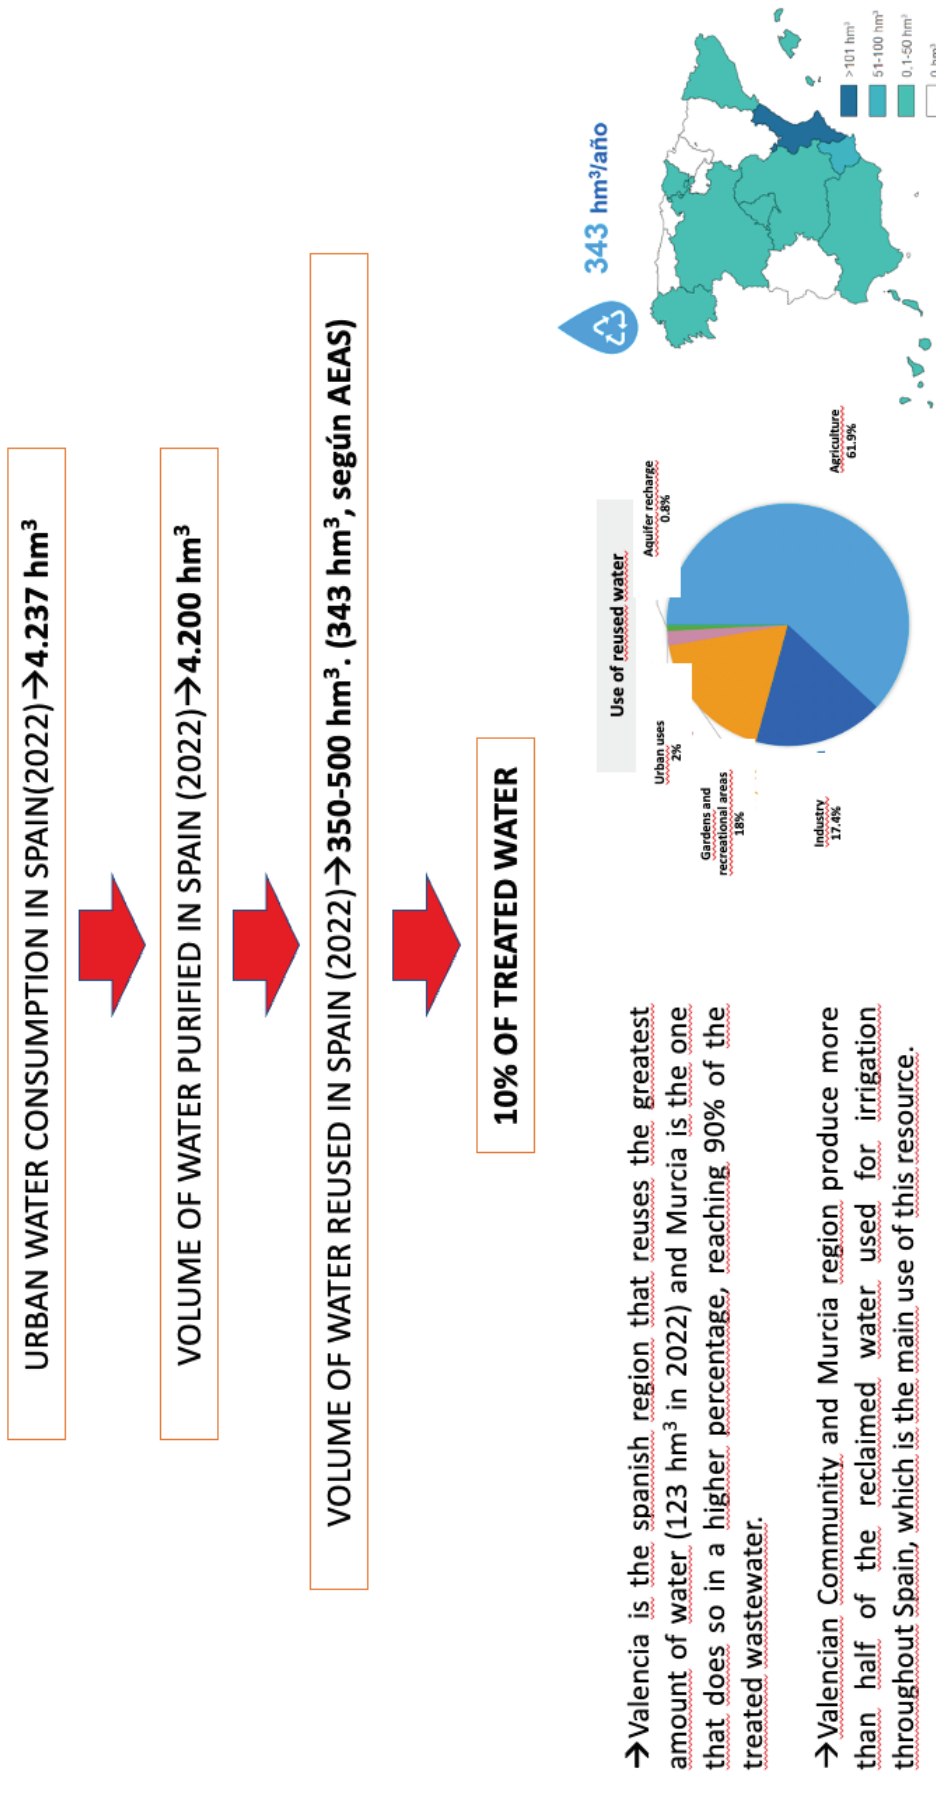 URBAN WATER CONSUMPTION IN SPAIN(2022)→4.237 hm³
VOLUME OF WATER PURIFIED IN SPAIN (2022)→4.200 hm³
VOLUME OF WATER REUSED IN SPAIN (2022)→350-500 hm³. (343 hm³, según AEAS)
10% OF TREATED WATER
→Valencia is the spanish region that reuses the greatest
amount of water (123 hm³ in 2022) and Murcia is the one
that does so in a higher percentage, reaching 90% of the
treated wastewater.
→Valencian Community and Murcia region produce more
than half of the reclaimed water used for irrigation
throughout Spain, which is the main use of this resource.
Use of reused water
Urban uses
2%
Aquifer recharge
0.8%
Gardens and
recreational areas
18%
Industry
17.4%
Agriculture
61.9%
343 hm³/año
>101 hm³
51-100 hm³
0,1-50 hm³
0 hm³